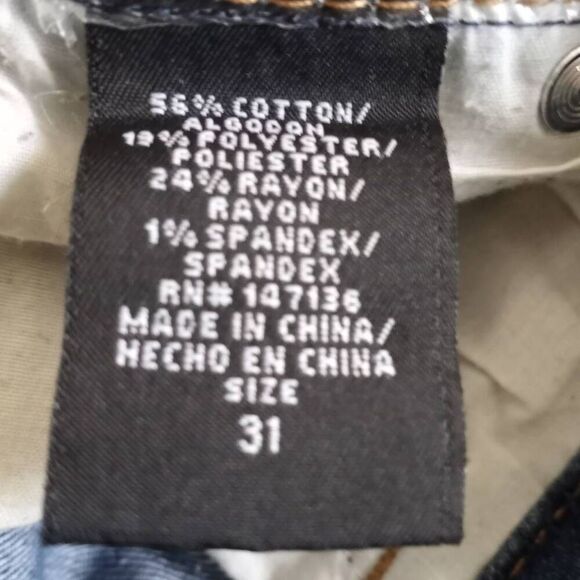 56% COTTON/
ALGODON
19% POLYESTER/
POLIESTER
24% RAYON/
RAYON
1% SPANDEX/
SPANDEX
RN# 147136
MADE IN CHINA/
HECHO EN CHINA
SIZE
31